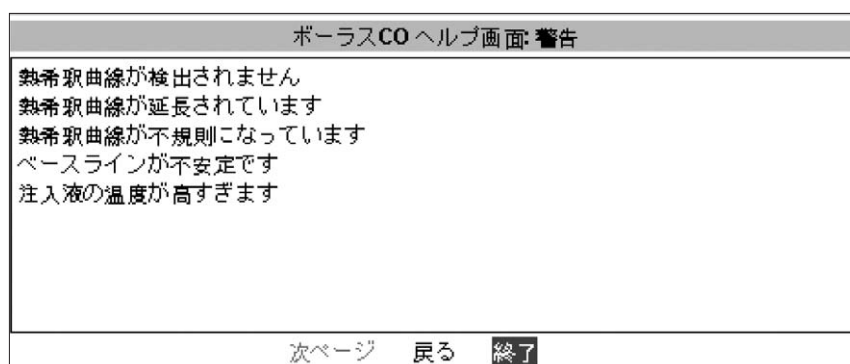 ボーラスCO ヘルプ画面: 警告
熱希釈曲線が検出されません
熱希釈曲線が延長されています
熱希釈曲線が不規則になっています
ベースラインが不安定です
注入液の温度が高すぎます
次ページ 戻る 終了